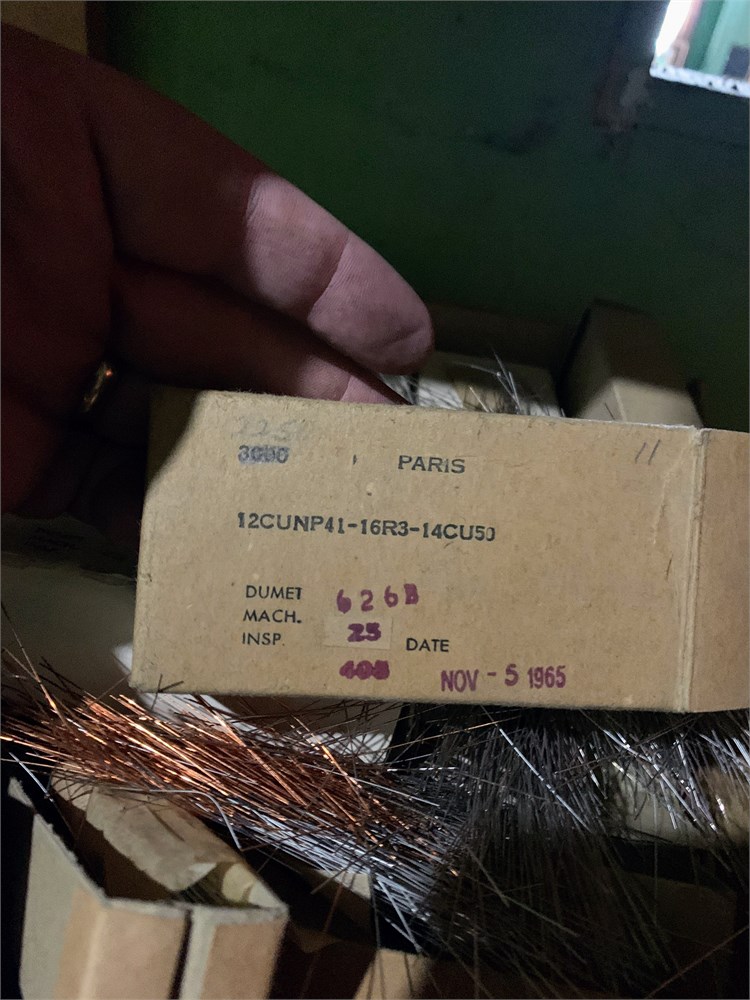 3000 PARIS 11
12CUNP41-16R3-14CU50
DUMET 626B
MACH. 25
INSP. 408 DATE NOV - 5 1965